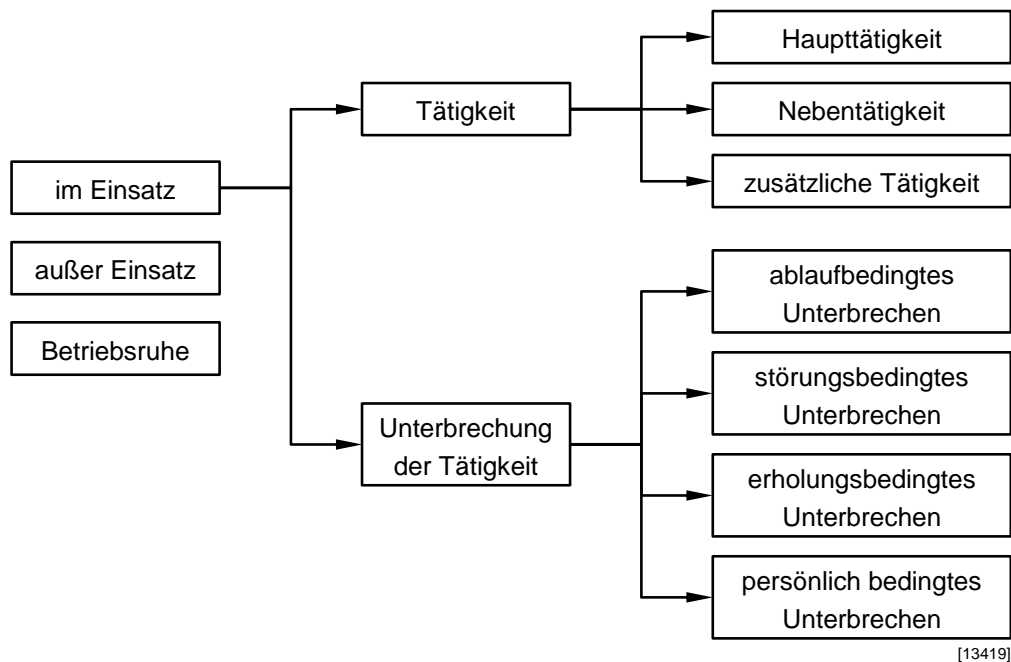 im Einsatz
außer Einsatz
Betriebsruhe
Tätigkeit
Unterbrechung
der Tätigkeit
Haupttätigkeit
Nebentätigkeit
zusätzliche Tätigkeit
ablaufbedingtes
Unterbrechen
störungsbedingtes
Unterbrechen
erholungsbedingtes
Unterbrechen
persönlich bedingtes
Unterbrechen
[13419]